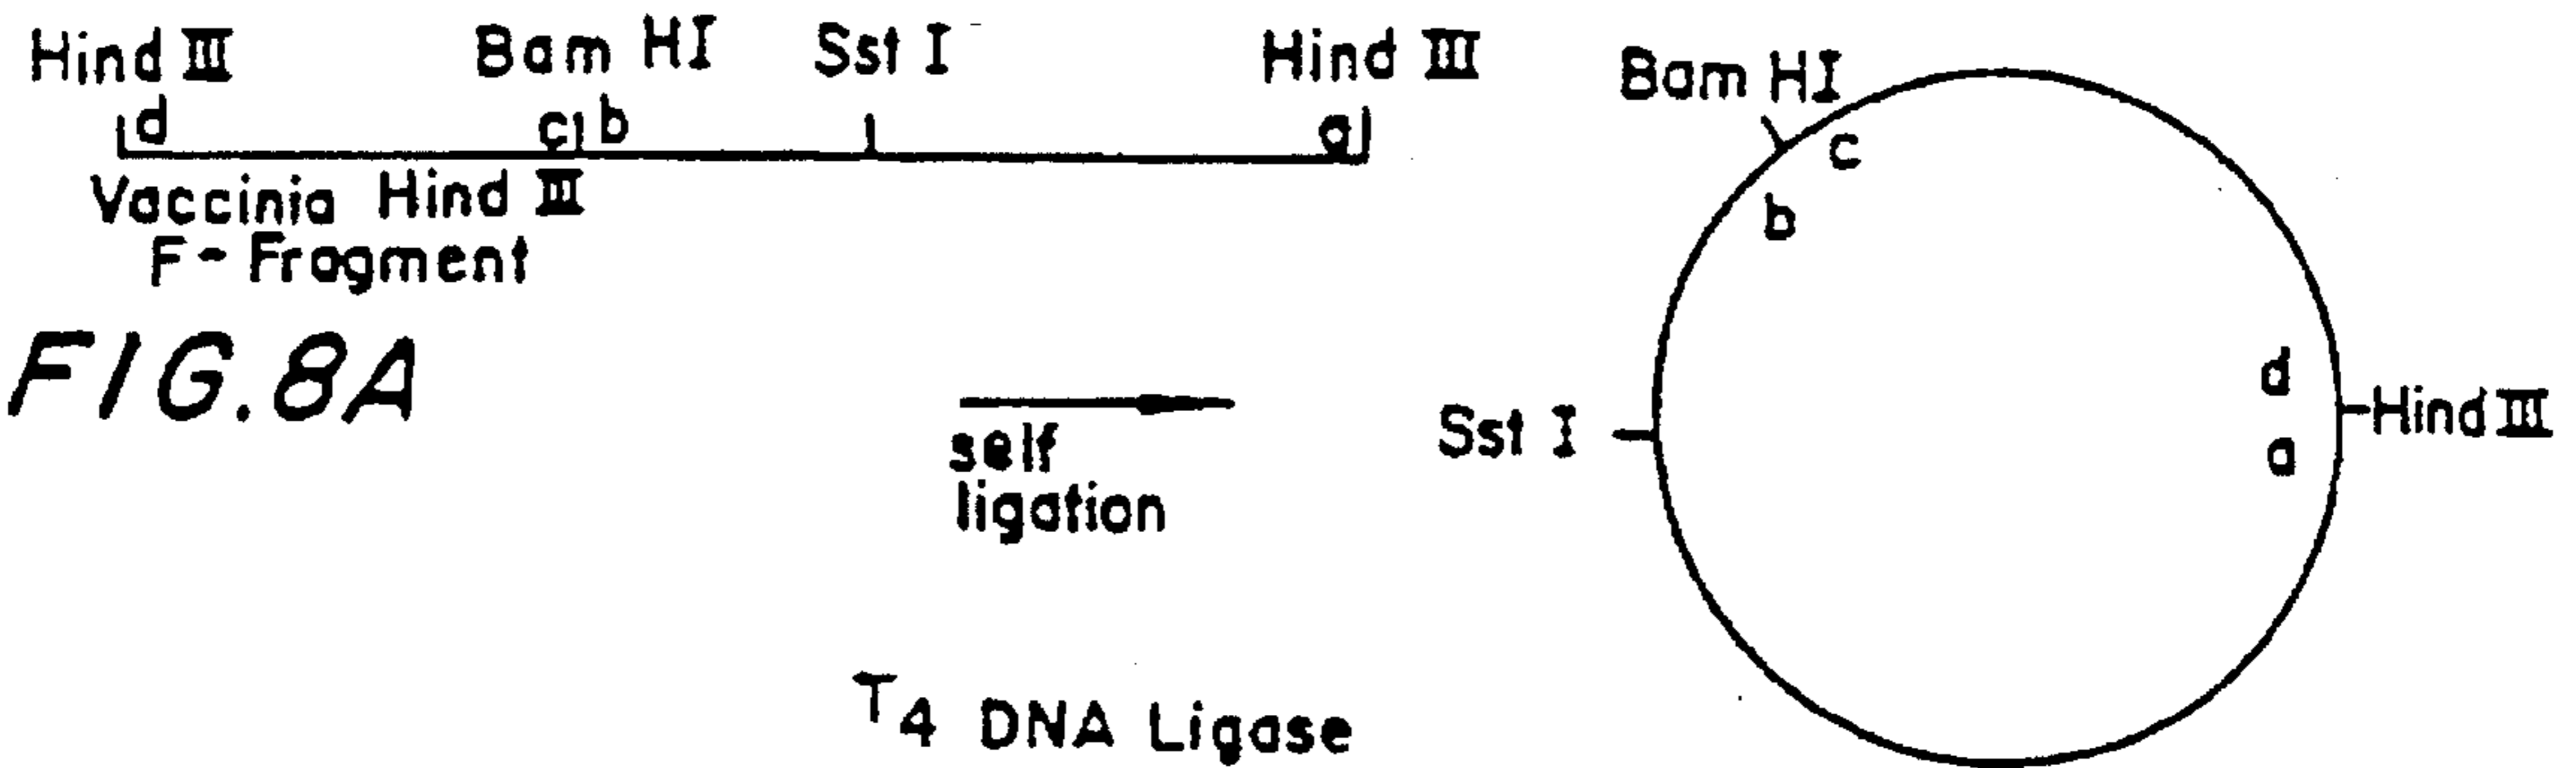 Hind III
Bam HI
Sst I
Hind III
d
c
b
a
Vaccinia Hind III
F-Fragment
FIG.8A
self
ligation
T4 DNA Ligase
Bam HI
c
b
Sst I
d
Hind III
a